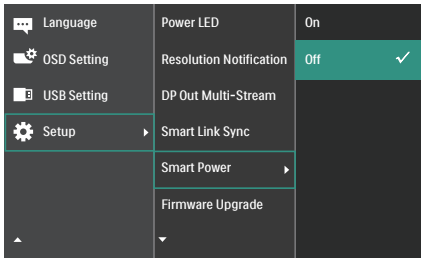 Language
OSD Setting
USB Setting
Setup
Power LED
Resolution Notification
DP Out Multi-Stream
Smart Link Sync
Smart Power
Firmware Upgrade
On
Off